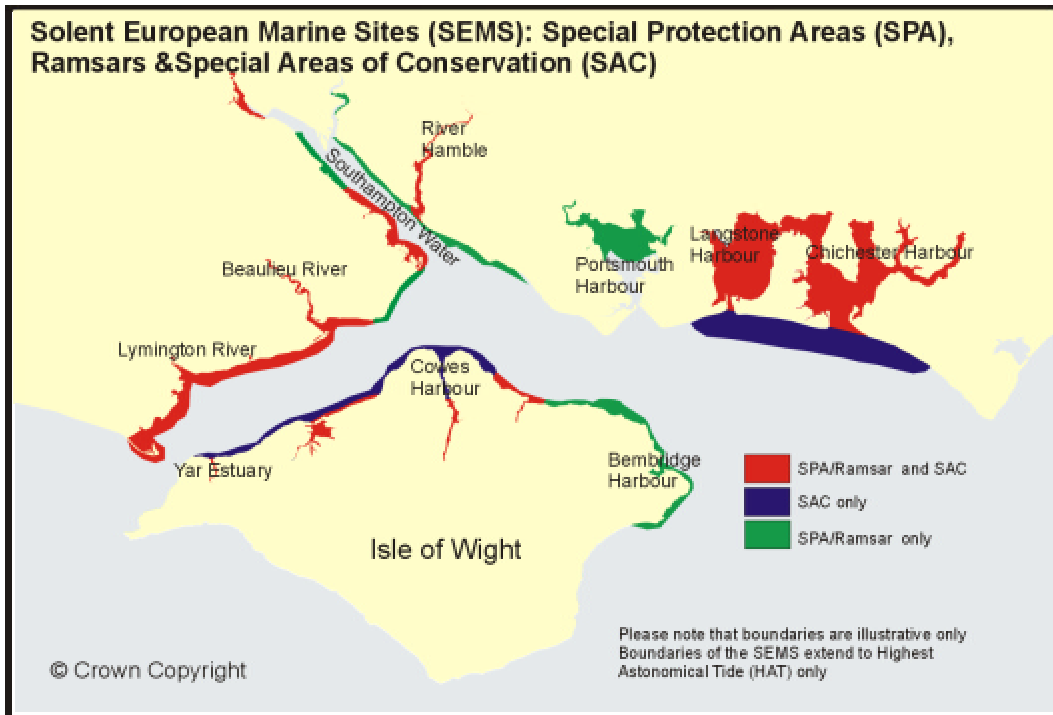 Solent European Marine Sites (SEMS): Special Protection Areas (SPA),
Ramsars &Special Areas of Conservation (SAC)
River
Hamble
Southampton Water
Langstone
Harbour
Chichester Harbour
Portsmouth
Harbour
Beaulieu River
Lymington River
Cowes
Harbour
Yar Estuary
Bembridge
Harbour
SPA/Ramsar and SAC
SAC only
SPA/Ramsar only
Isle of Wight
Please note that boundaries are illustrative only
Boundaries of the SEMS extend to Highest
Astonomical Tide (HAT) only
© Crown Copyright